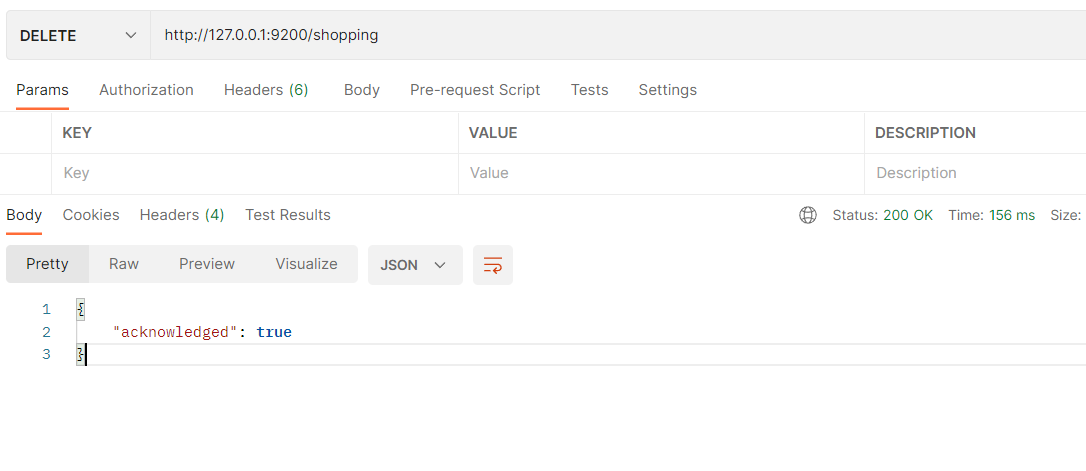 DELETE http://127.0.0.1:9200/shopping
Params Authorization Headers (6) Body Pre-request Script Tests Settings
KEY VALUE DESCRIPTION
Key Value Description
Body Cookies Headers (4) Test Results Status: 200 OK Time: 156 ms Size:
Pretty Raw Preview Visualize JSON
1 {
2 "acknowledged": true
3 }